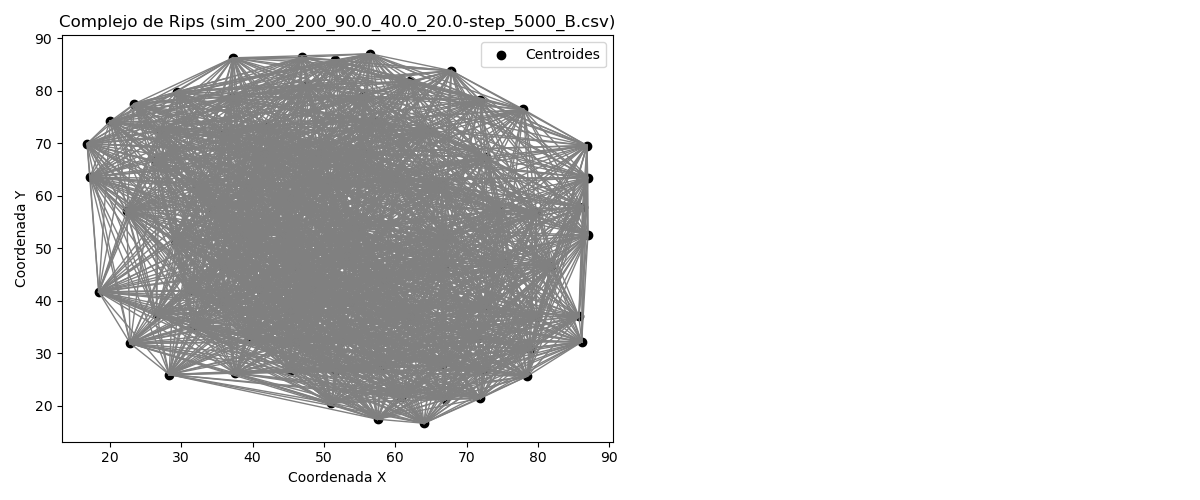 Complejo de Rips (sim_200_200_90.0_40.0_20.0-step_5000_B.csv)
Centroides
90
80
70
60
50
40
30
20
Coordenada Y
20 30 40 50 60 70 80 90
Coordenada X